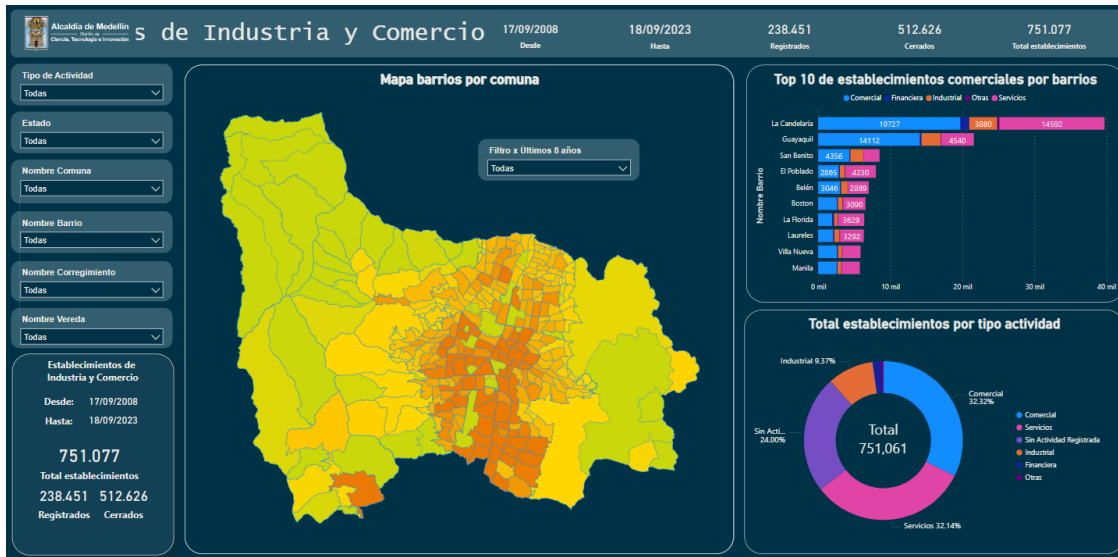 Alcaldía de Medellín
Distrito de
Ciencia, Tecnología e Innovación
s de Industria y Comercio
17/09/2008
Desde
18/09/2023
Hasta
238.451
Registrados
512.626
Cerrados
751.077
Total establecimientos
Tipo de Actividad
Todas
Estado
Todas
Nombre Comuna
Todas
Nombre Barrio
Todas
Nombre Corregimiento
Todas
Nombre Vereda
Todas
Establecimientos de
Industria y Comercio
Desde: 17/09/2008
Hasta: 18/09/2023
751.077
Total establecimientos
238.451 512.626
Registrados Cerrados
Mapa barrios por comuna
Filtro x Últimos 8 años
Todas
Top 10 de establecimientos comerciales por barrios
Comercial Financiera Industrial Otras Servicios
Nombre Barrio
La Candelaria 19727 3880 14592
Guayaquil 14112 4540
San Benito 4356
El Poblado 2865 4230
Belén 3046 2889
Boston 3090
La Florida 3629
Laureles 3292
Villa Nueva
Manila
0 mil 10 mil 20 mil 30 mil 40 mil
Total establecimientos por tipo actividad
Industrial 9.37%
Comercial
32.32%
Sin Acti...
24.00%
Total
751,061
Servicios 32.14%
Comercial
Servicios
Sin Actividad Registrada
Industrial
Financiera
Otras